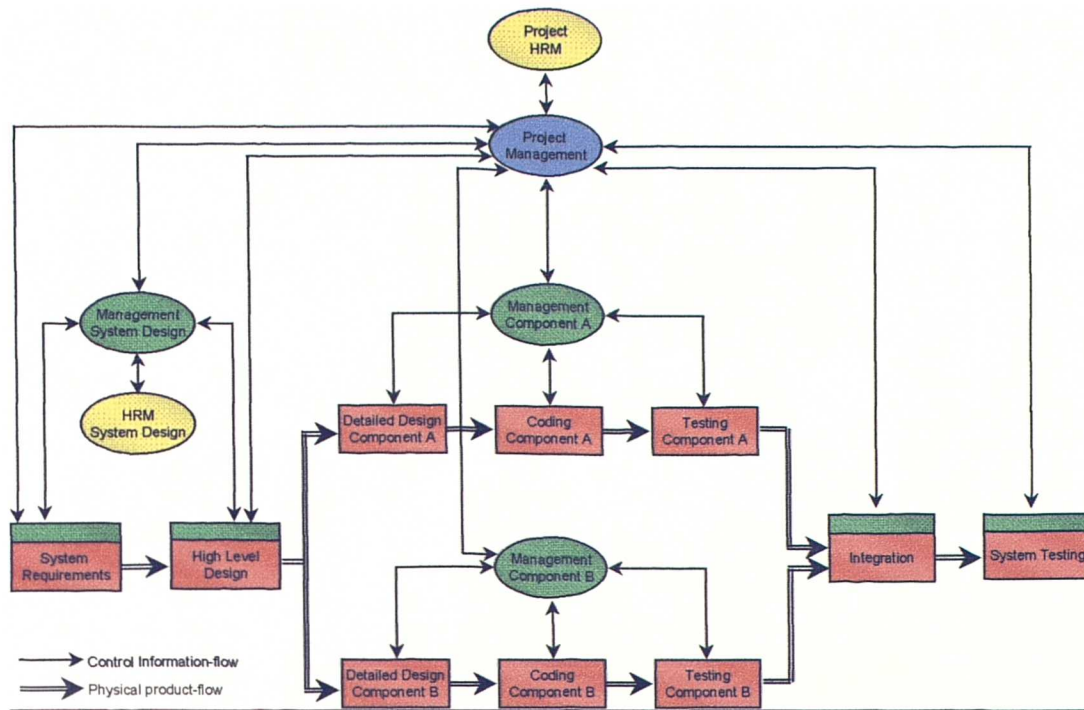 Project
HRM
Project
Management
Management
System Design
Management
Component A
HRM
System Design
Detailed Design
Component A
Coding
Component A
Testing
Component A
System
Requirements
High Level
Design
Management
Component B
Integration
System Testing
Control Information-flow
Physical product-flow
Detailed Design
Component B
Coding
Component B
Testing
Component B